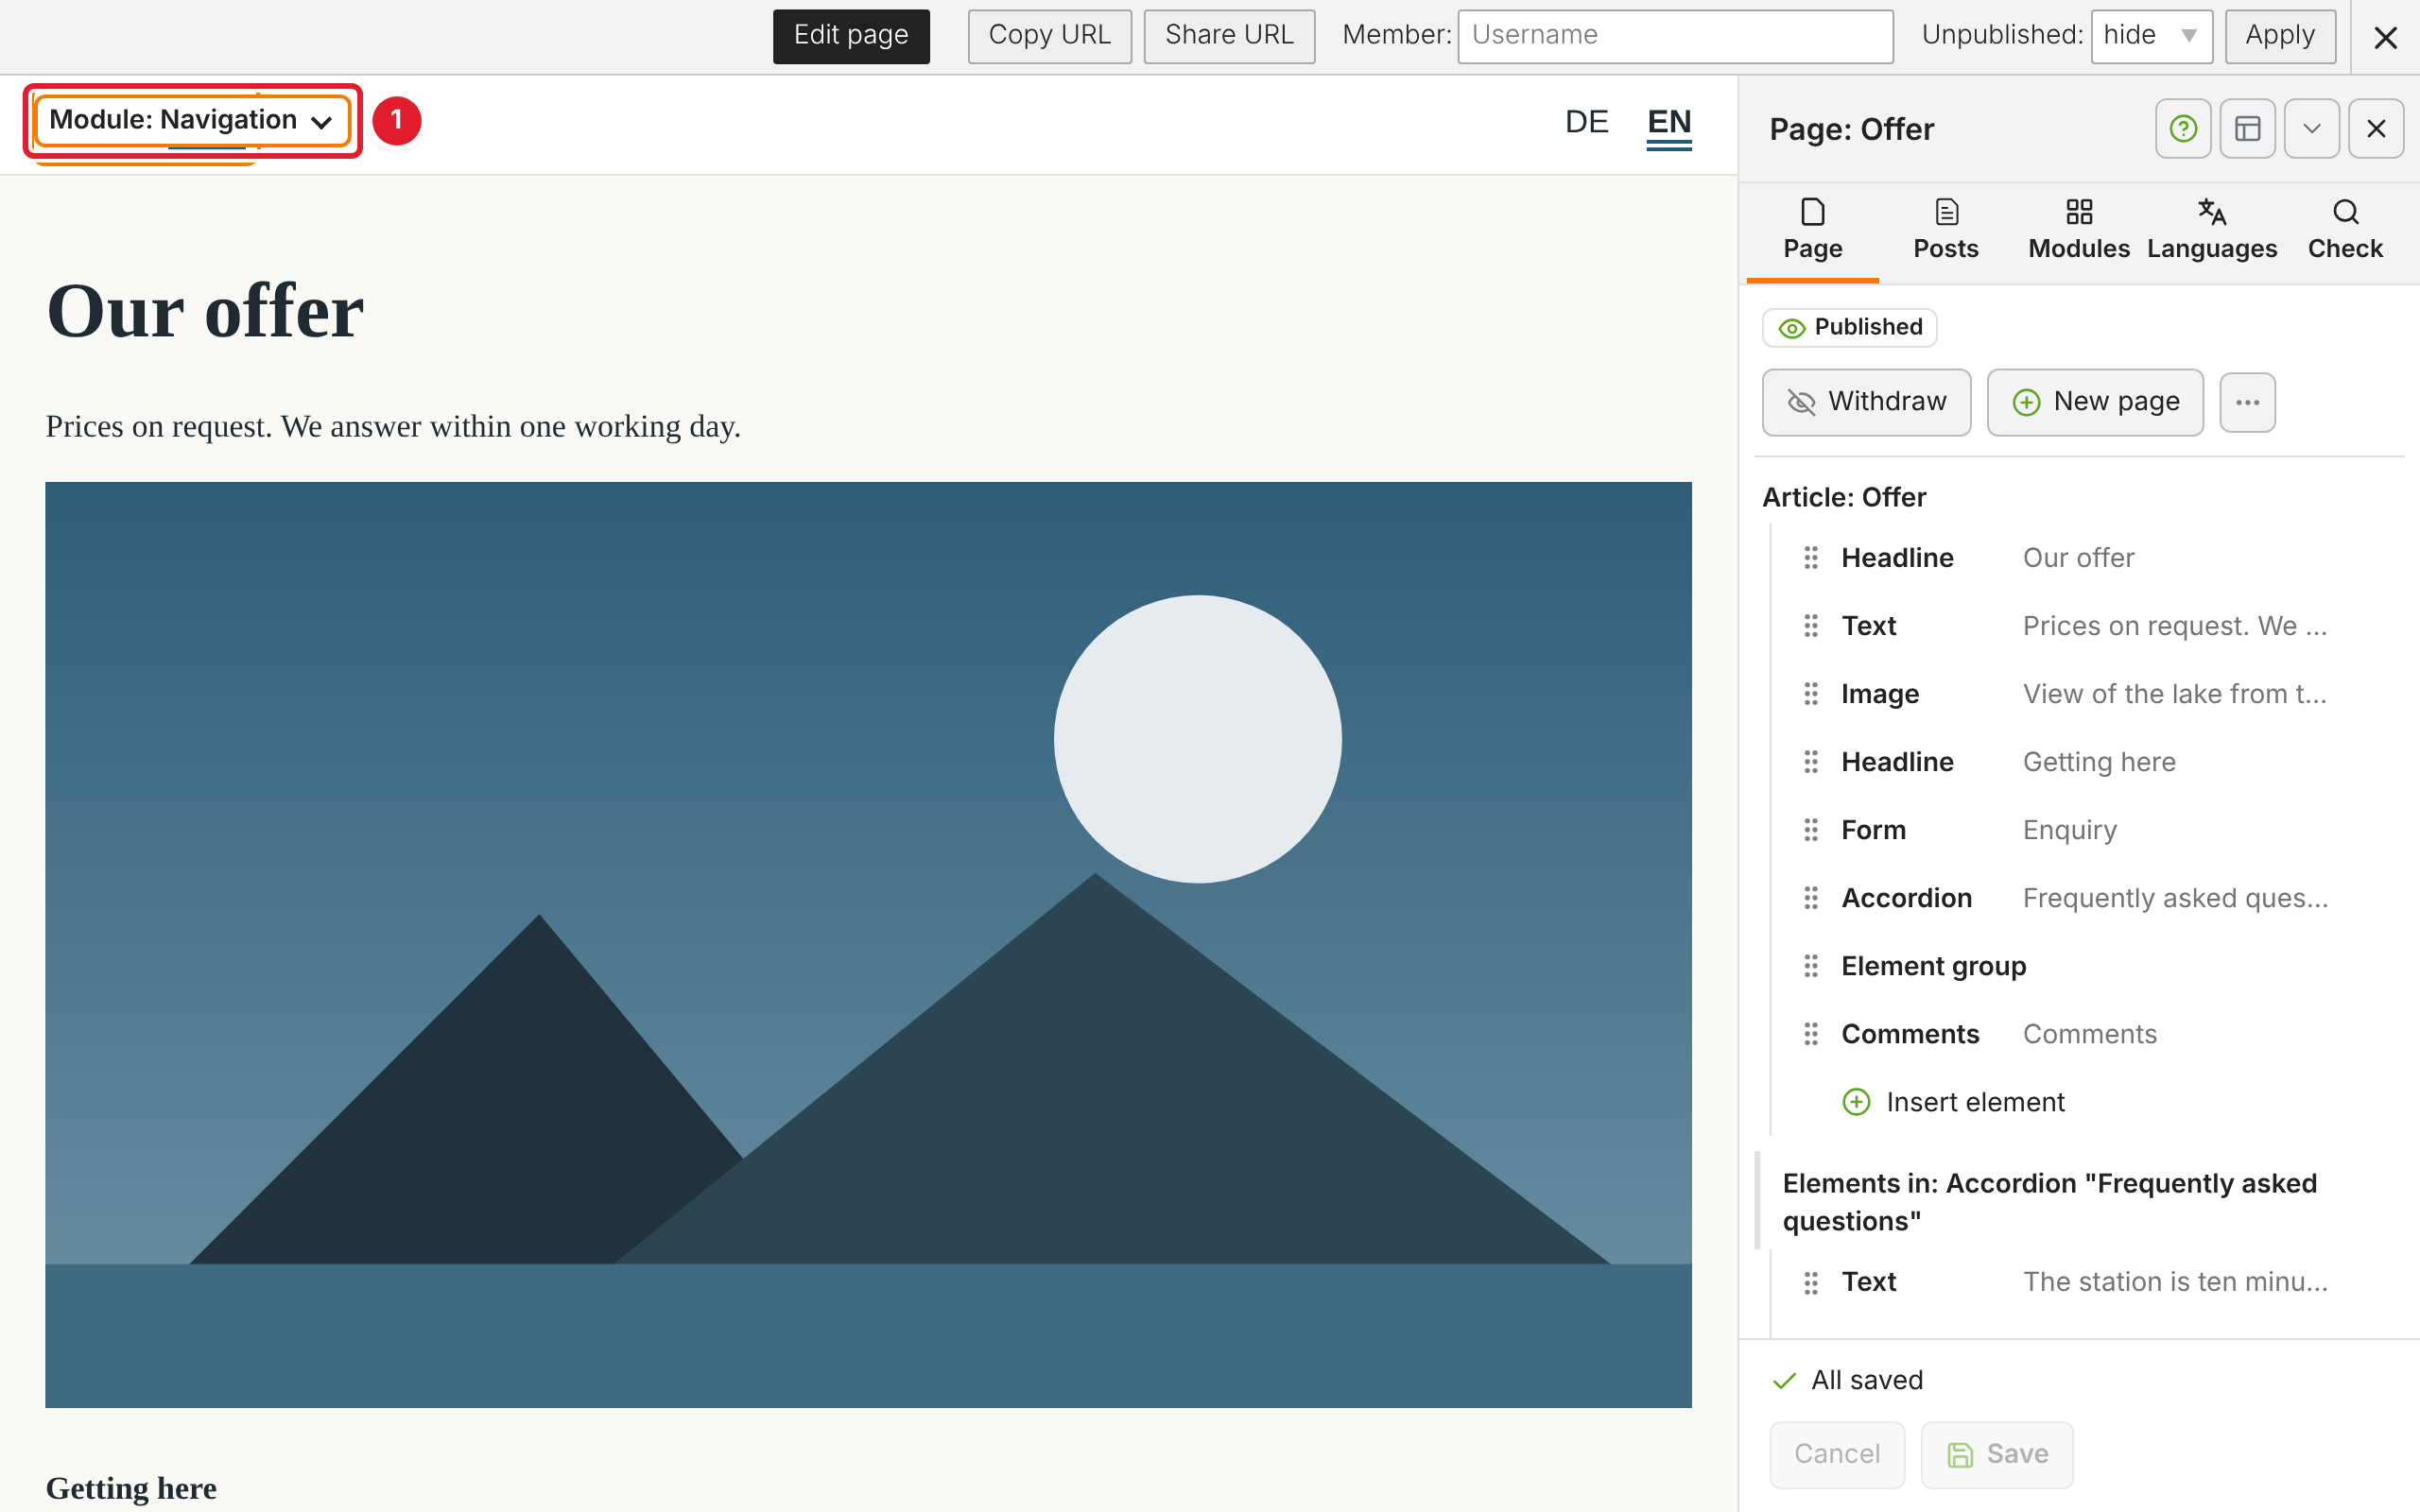 Edit page
Copy URL
Share URL
Member:
Username
Unpublished:
hide
Apply
Module: Navigation
1
DE
EN
Page: Offer
Page
Posts
Modules
Languages
Check
Published
Withdraw
New page
Our offer
Prices on request. We answer within one working day.
Article: Offer
Headline Our offer
Text Prices on request. We ...
Image View of the lake from t...
Headline Getting here
Form Enquiry
Accordion Frequently asked ques...
Element group
Comments Comments
Insert element
Elements in: Accordion "Frequently asked
questions"
Text The station is ten minu...
All saved
Cancel
Save
Getting here